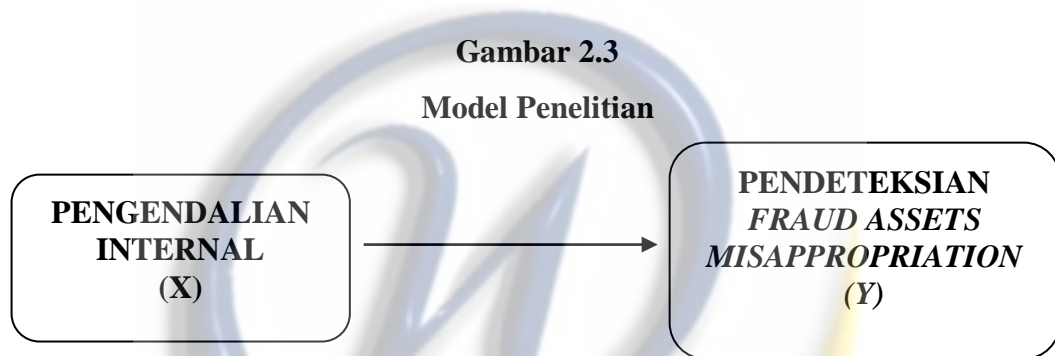 Gambar 2.3
Model Penelitian
PENGENDALIAN
INTERNAL
(X)
PENDETEKSIAN
FRAUD ASSETS
MISAPPROPRIATION
(Y)